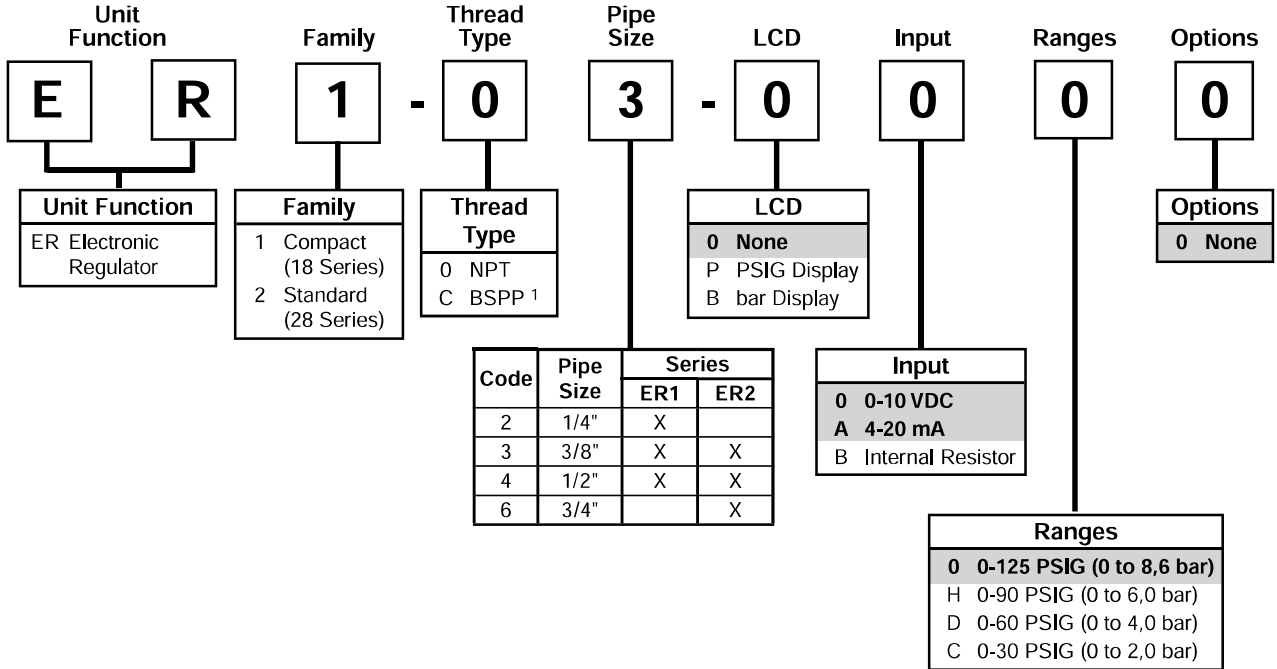 Unit Function
Family
Thread Type
Pipe Size
LCD
Input
Ranges
Options
E R 1 - 0 3 - 0 0 0 0
Unit Function
ER Electronic
Regulator
Family
1 Compact
(18 Series)
2 Standard
(28 Series)
Thread
Type
0 NPT
C BSPP 1
LCD
0 None
P PSIG Display
B bar Display
Options
0 None
Code Pipe Size Series
ER1 ER2
2 1/4" X
3 3/8" X X
4 1/2" X X
6 3/4" X
Input
0 0-10 VDC
A 4-20 mA
B Internal Resistor
Ranges
0 0-125 PSIG (0 to 8,6 bar)
H 0-90 PSIG (0 to 6,0 bar)
D 0-60 PSIG (0 to 4,0 bar)
C 0-30 PSIG (0 to 2,0 bar)